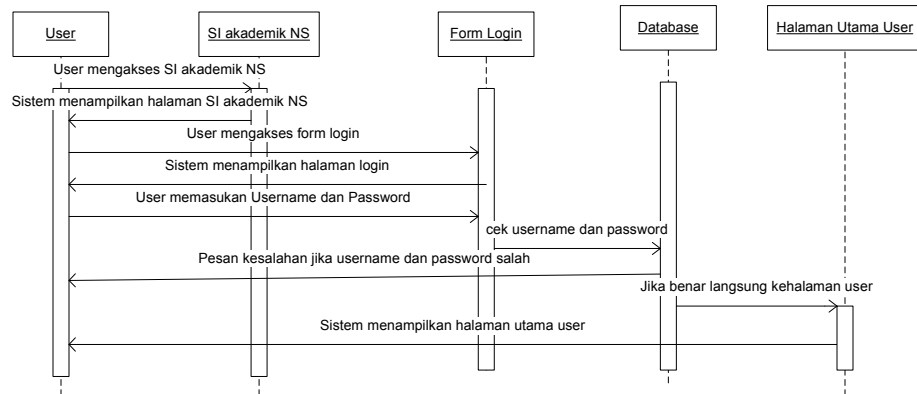 User
SI akademik NS
Form Login
Database
Halaman Utama User
User mengakses SI akademik NS
Sistem menampilkan halaman SI akademik NS
User mengakses form login
Sistem menampilkan halaman login
User memasukan Username dan Password
cek username dan password
Pesan kesalahan jika username dan password salah
Jika benar langsung kehalaman user
Sistem menampilkan halaman utama user